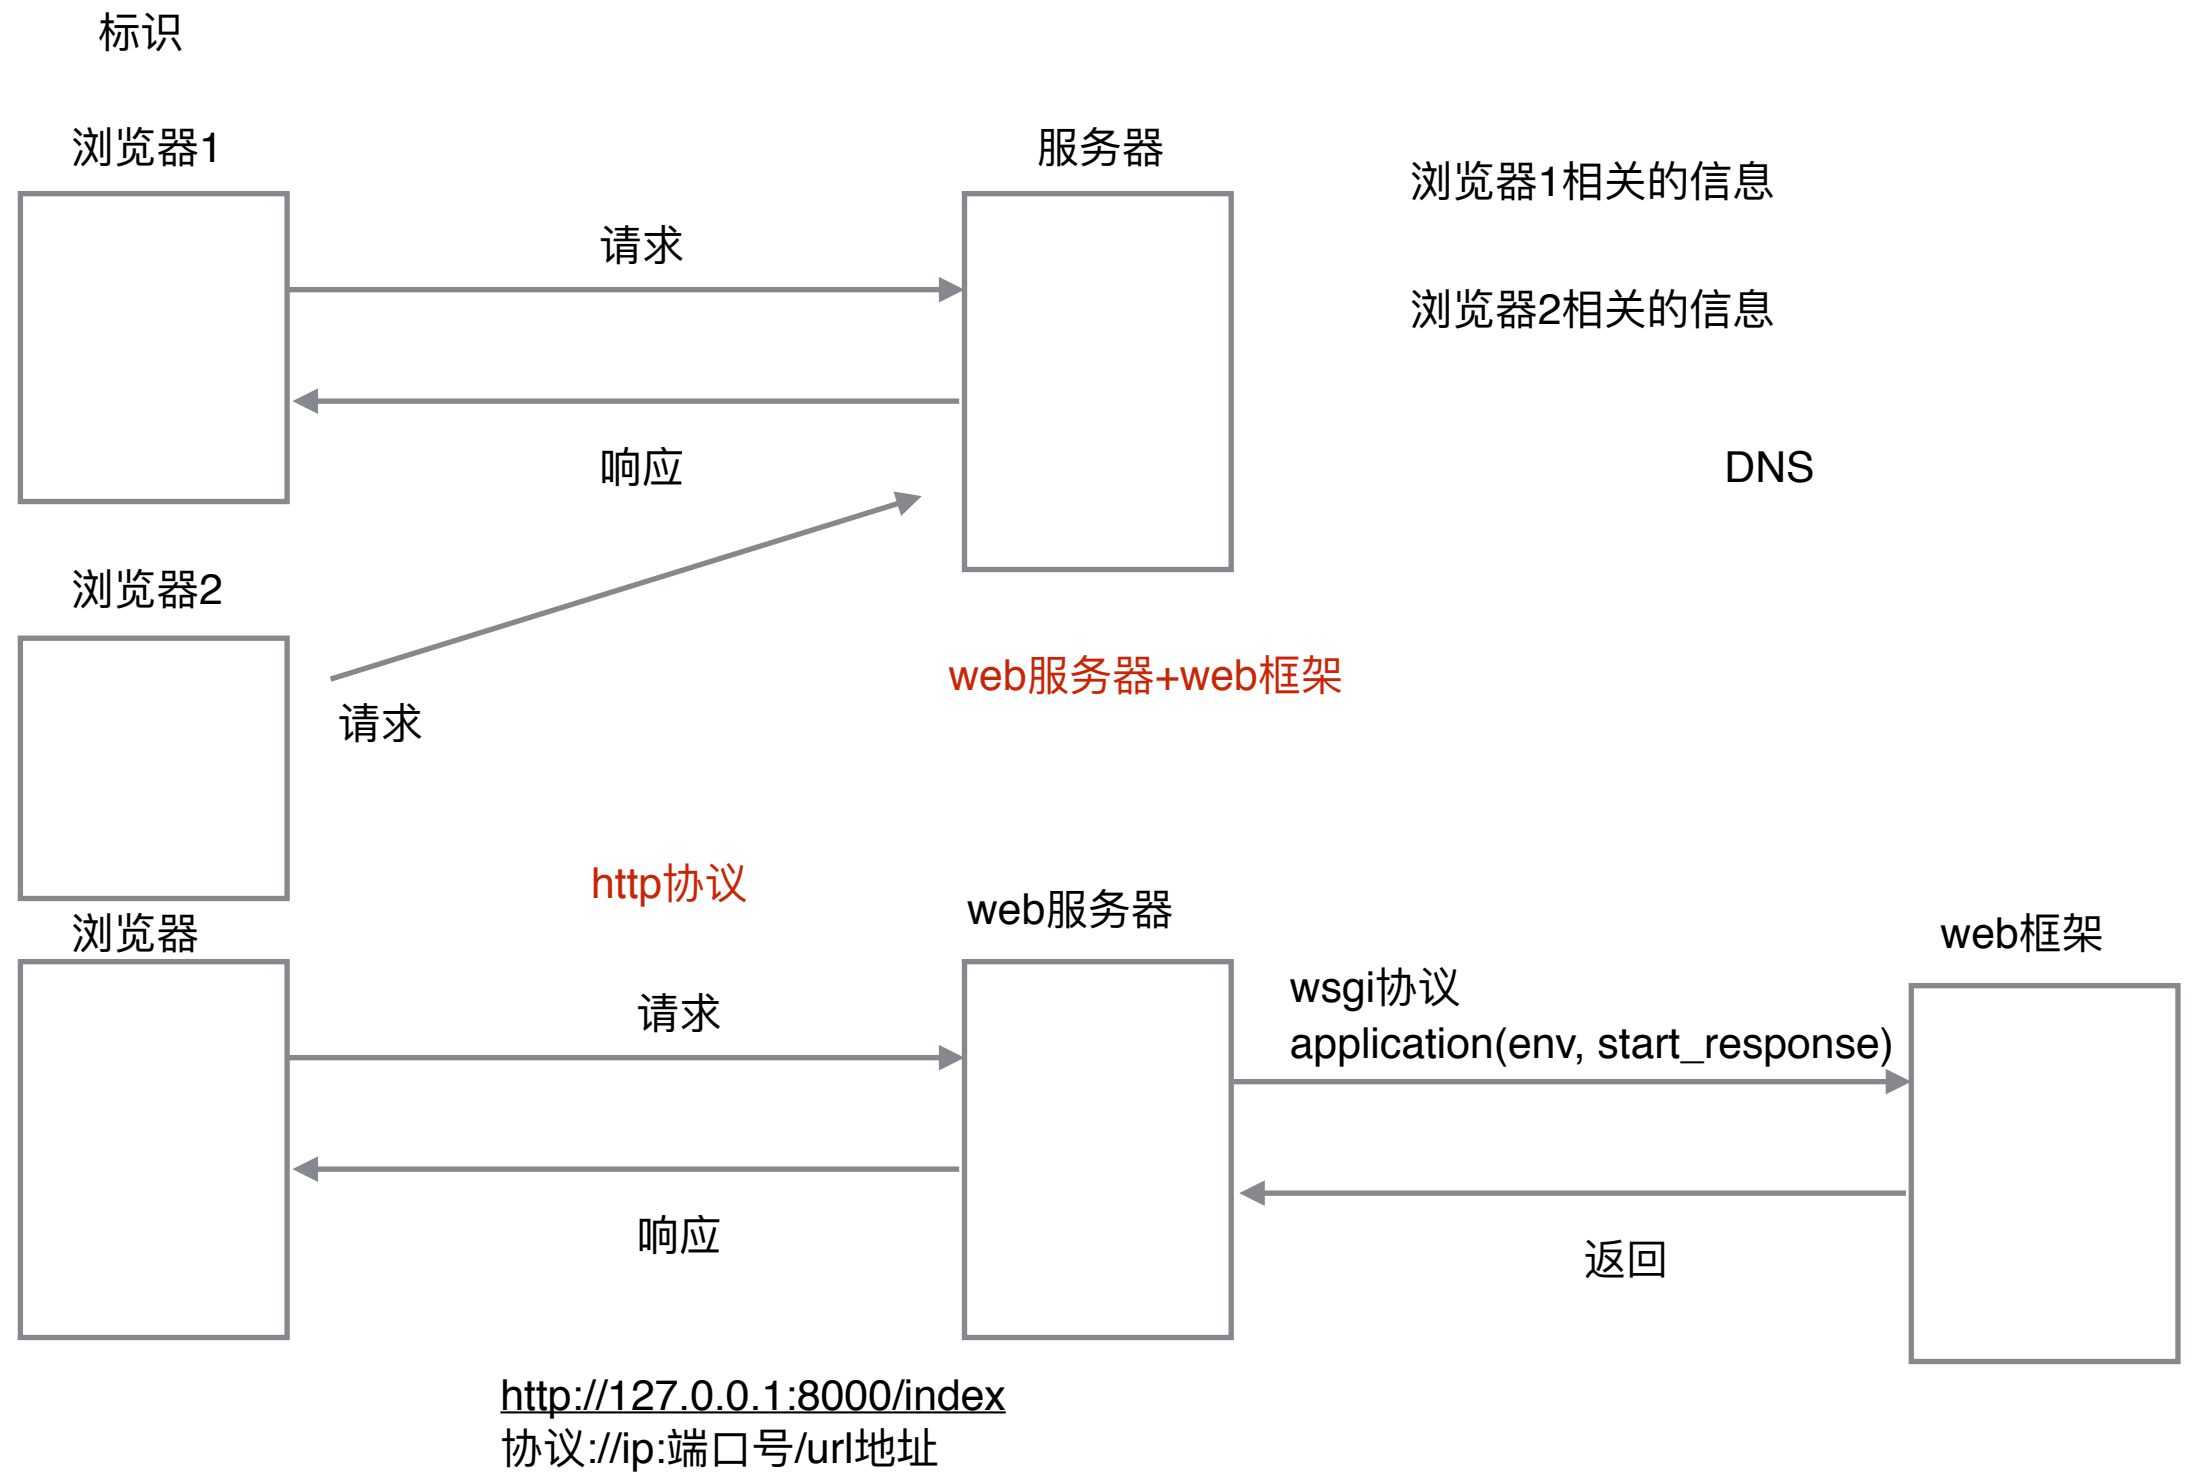 标识
浏览器1
服务器
浏览器1相关的信息
请求
浏览器2相关的信息
响应
DNS
浏览器2
web服务器+web框架
请求
http协议
浏览器
web服务器
web框架
wsgi协议
请求
application(env, start_response)
响应
返回
http://127.0.0.1:8000/index
协议://ip:端口号/url地址